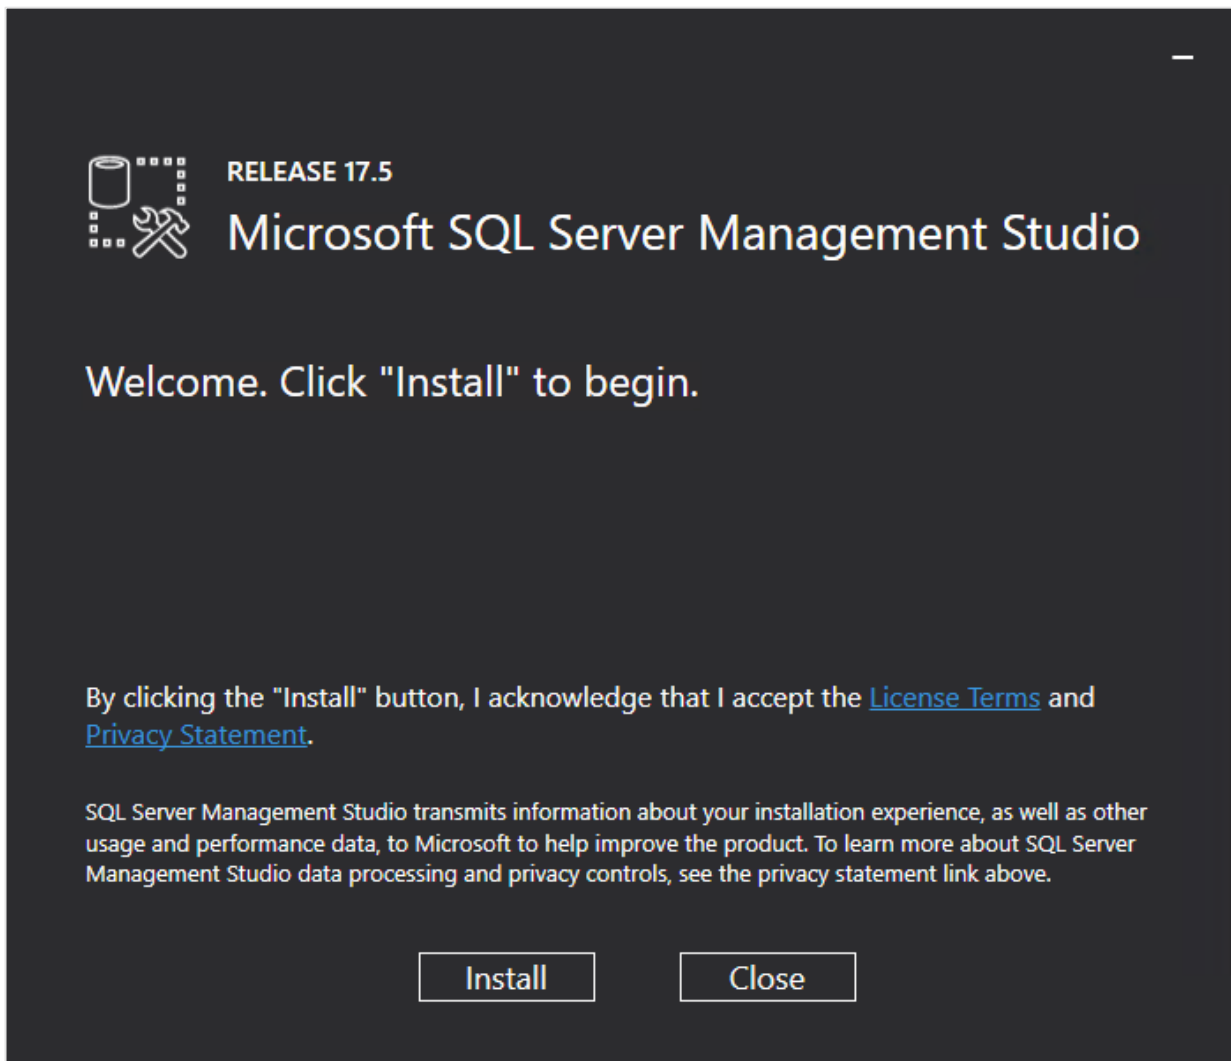 RELEASE 17.5
Microsoft SQL Server Management Studio
Welcome. Click "Install" to begin.
By clicking the "Install" button, I acknowledge that I accept the License Terms and
Privacy Statement.
SQL Server Management Studio transmits information about your installation experience, as well as other
usage and performance data, to Microsoft to help improve the product. To learn more about SQL Server
Management Studio data processing and privacy controls, see the privacy statement link above.
Install
Close